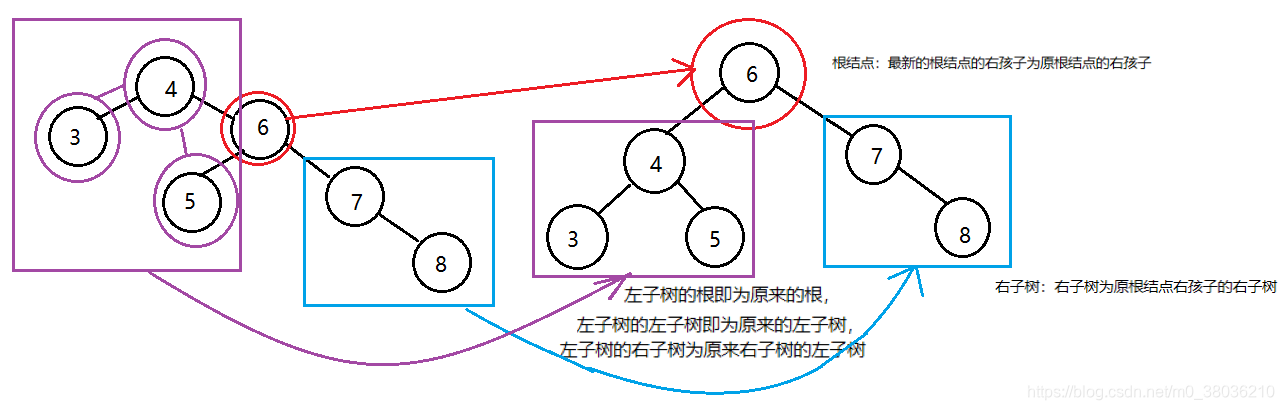 4
3
6
5
7
8
6
根结点：最新的根结点的右孩子为原根结点的右孩子
4
7
3
5
8
左子树的根即为原来的根，
右子树：右子树为原根结点右孩子的右子树
左子树的左子树即为原来的左子树，
左子树的右子树为原来右子树的左子树
https://blog.csdn.net/m0_38036210